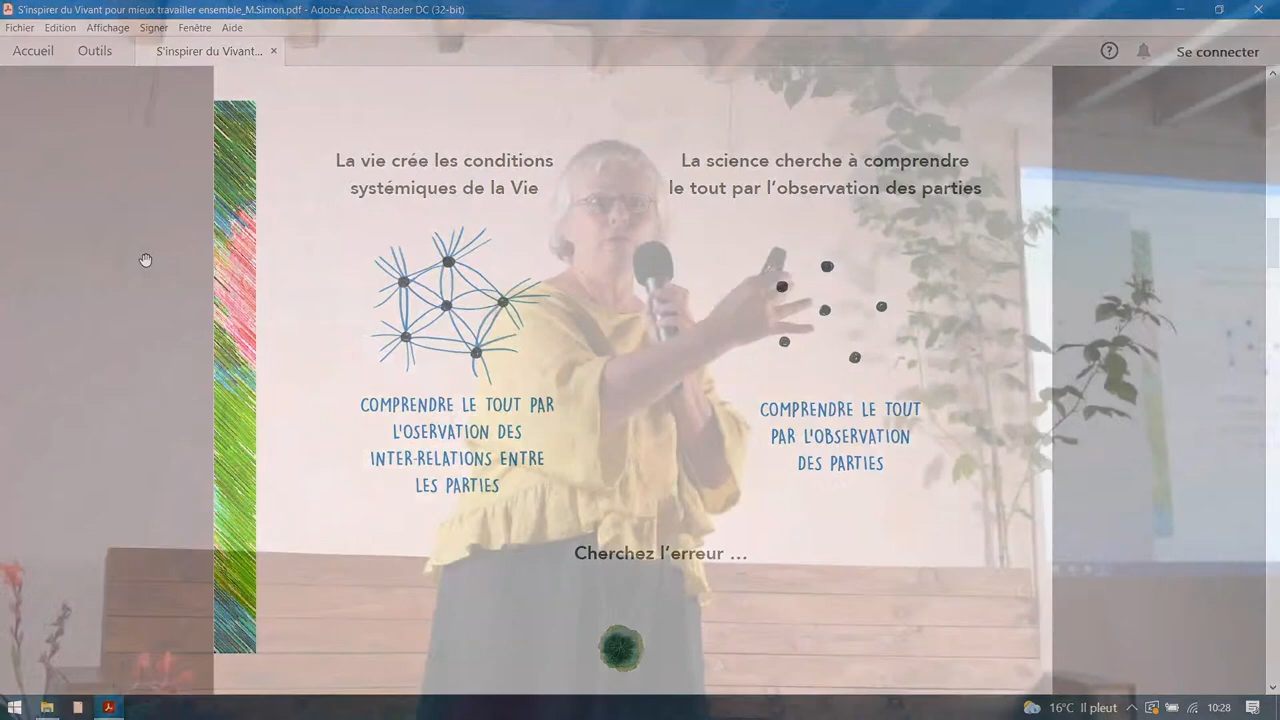 S'inspirer du Vivant pour mieux travailler ensemble_M.Simon.pdf - Adobe Acrobat Reader DC (32-bit)
Fichier Edition Affichage Signer Fenêtre Aide
Accueil Outils S'inspirer du Vivant... × Se connecter
La vie crée les conditions
systémiques de la Vie
La science cherche à comprendre
le tout par l'observation des parties
COMPRENDRE LE TOUT PAR
L'OSERVATION DES
INTER-RELATIONS ENTRE
LES PARTIES
COMPRENDRE LE TOUT
PAR L'OBSERVATION
DES PARTIES
Cherchez l'erreur ...
16°C Il pleut 10:28